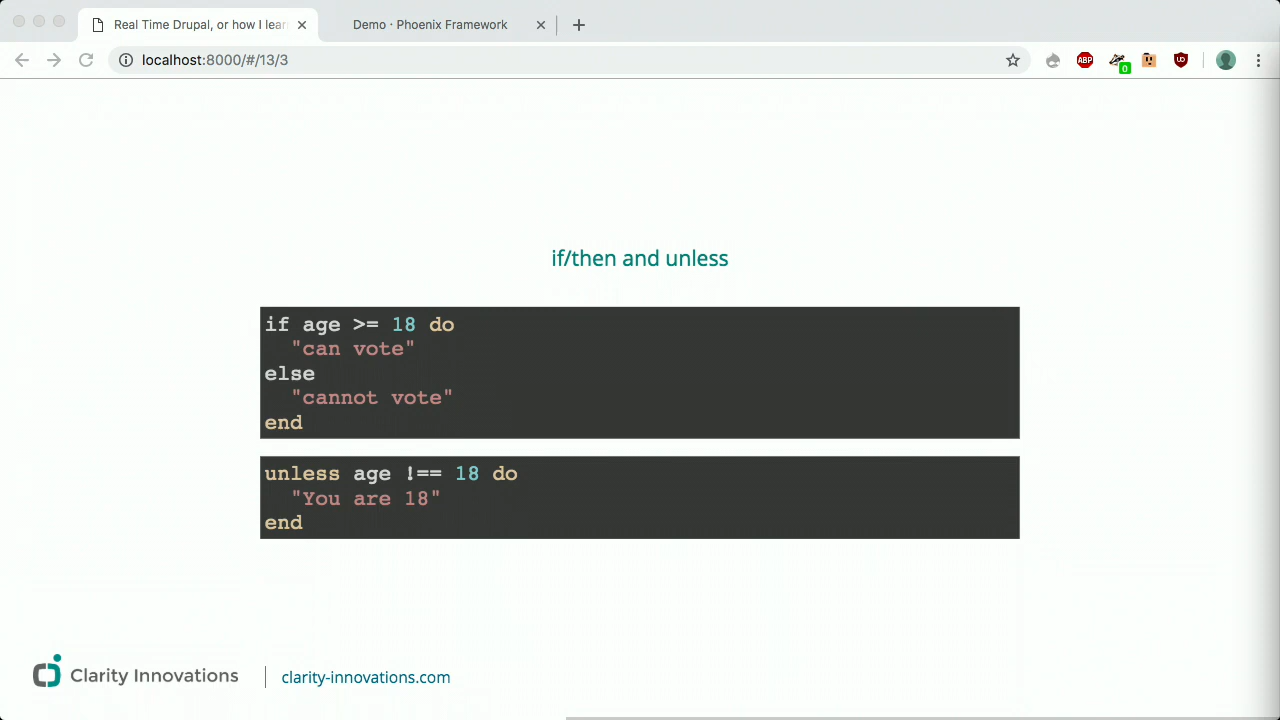 Real Time Drupal, or how I lear
Demo · Phoenix Framework
localhost:8000/#/13/3
ABP
0
if/then and unless
if age >= 18 do
"can vote"
else
"cannot vote"
end
unless age !== 18 do
"You are 18"
end
Clarity Innovations
clarity-innovations.com